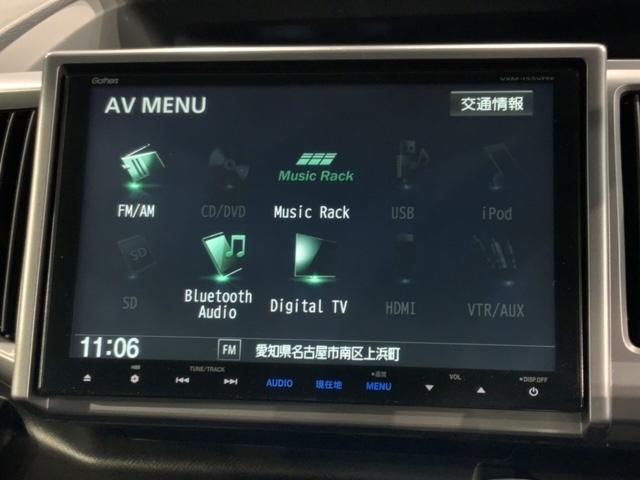 Gathers
AV MENU
交通情報
Music Rack
FM/AM
CD/DVD
Music Rack
USB
iPod
SD
SD
Bluetooth
Audio
Digital TV
HDMI
VTR/AUX
11:06
FM
愛知県名古屋市南区上浜町
TUNE/TRACK
AUDIO
現在地
MENU
VOL
DISP.OFF